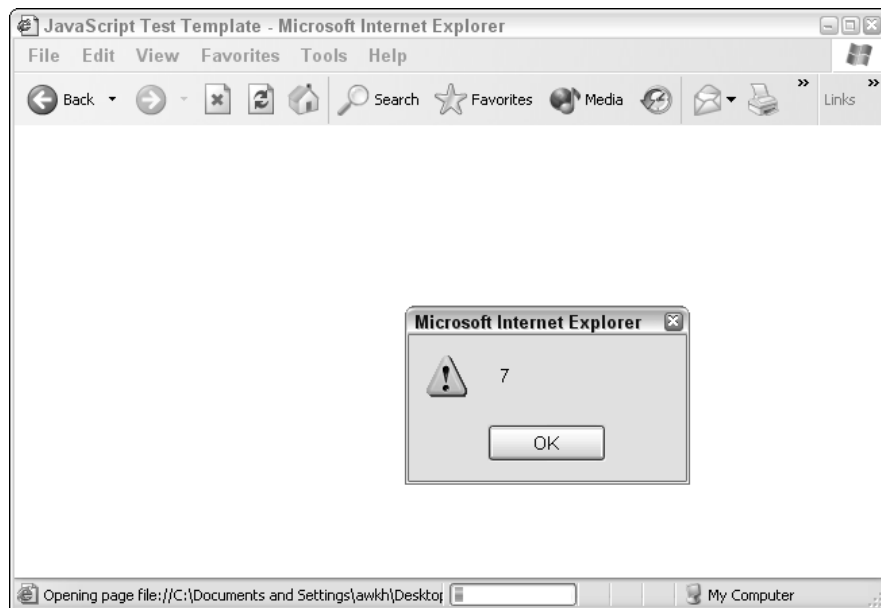 JavaScript Test Template - Microsoft Internet Explorer
File Edit View Favorites Tools Help
Back Search Favorites Media » Links »
Microsoft Internet Explorer
7
OK
Opening page file://C:\Documents and Settings\awkh\Desktop My Computer